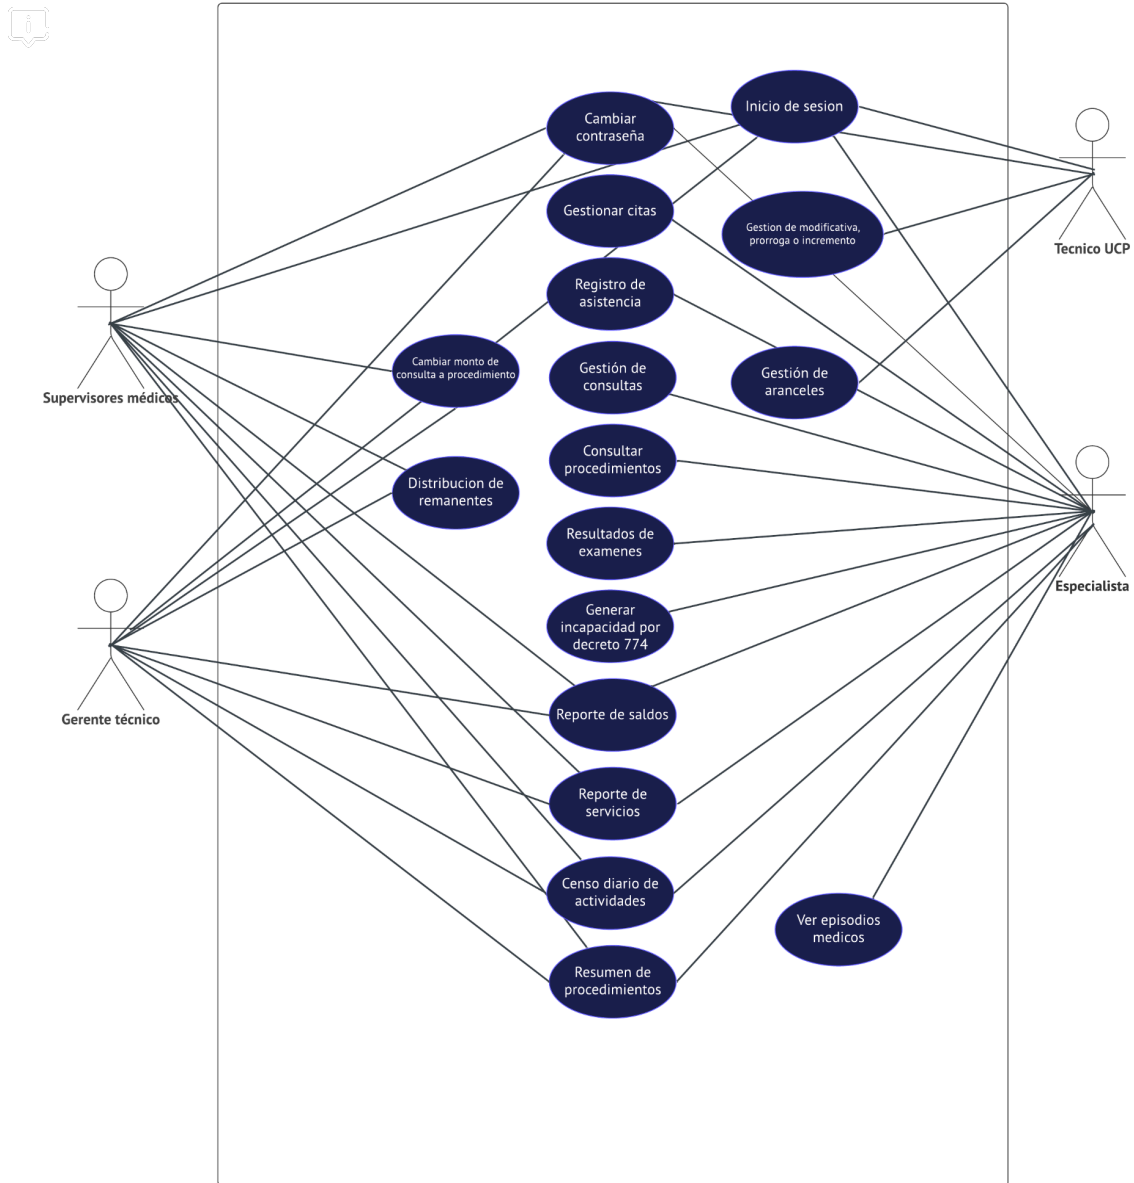 Cambiar
contraseña
Inicio de sesion
Gestionar citas
Gestion de modificativa,
prorroga o incremento
Tecnico UCP
Registro de
asistencia
Cambiar monto de
consulta a procedimiento
Gestión de
consultas
Gestión de
aranceles
Supervisores médicos
Consultar
procedimientos
Distribucion de
remanentes
Resultados de
examenes
Especialista
Generar
incapacidad por
decreto 774
Gerente técnico
Reporte de saldos
Reporte de
servicios
Censo diario de
actividades
Ver episodios
medicos
Resumen de
procedimientos